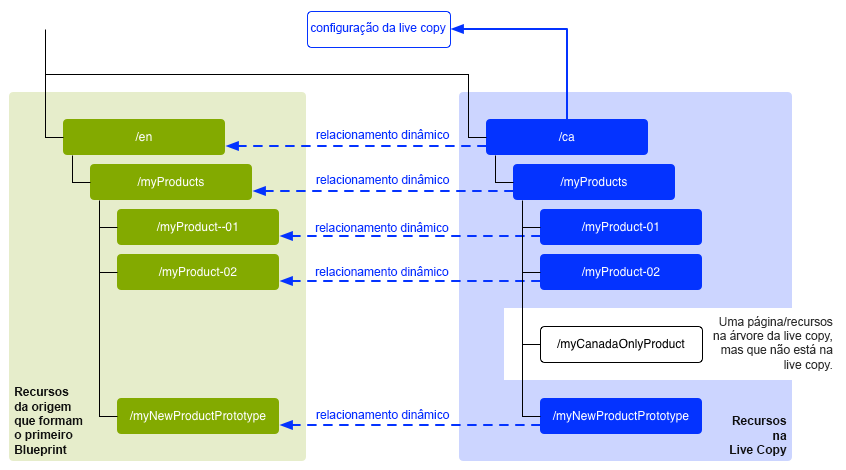 configuração da live copy
/en
relacionamento dinâmico
/ca
/myProducts
relacionamento dinâmico
/myProducts
/myProduct--01
relacionamento dinâmico
/myProduct-01
/myProduct-02
relacionamento dinâmico
/myProduct-02
/myCanadaOnlyProduct
Uma página/recursos
na árvore da live copy,
mas que não está na
live copy.
Recursos
da origem
que formam
o primeiro
Blueprint
/myNewProductPrototype
relacionamento dinâmico
/myNewProductPrototype
Recursos
na
Live Copy